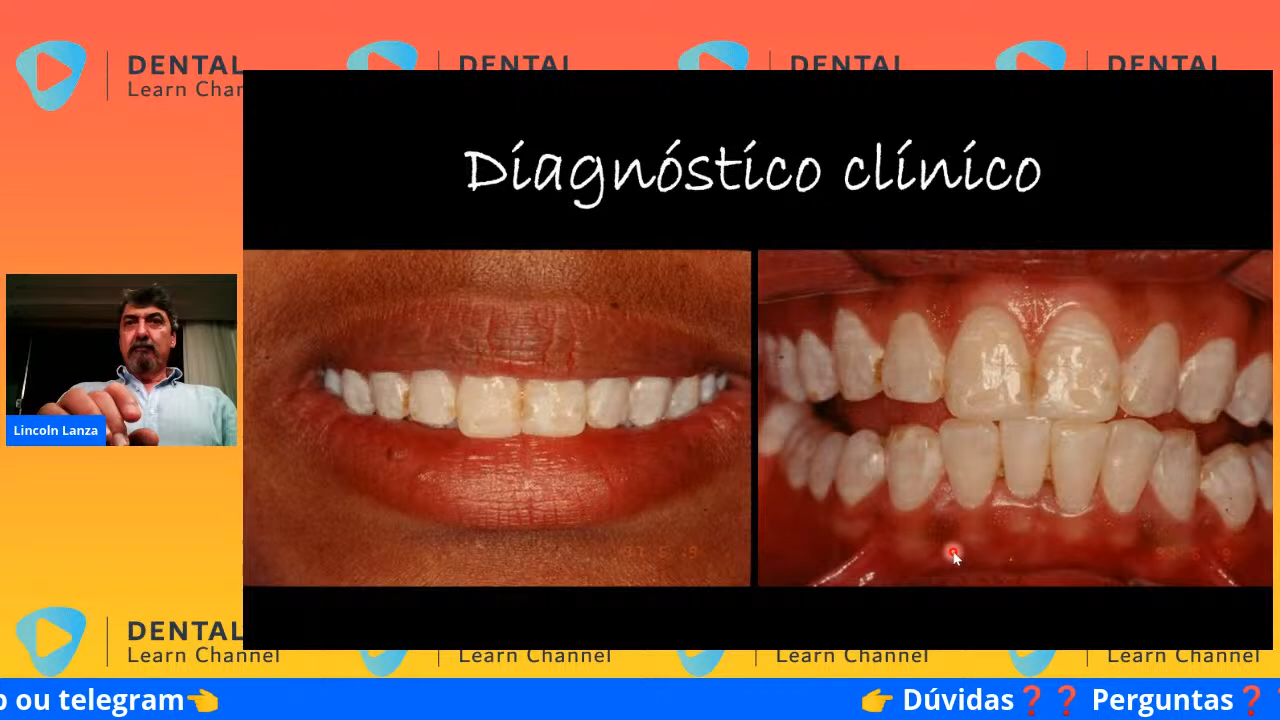 DENTAL
Learn Chan
DENTAL
DENTAL
DENTAL
Diagnóstico clínico
Lincoln Lanza
DENTAL
Learn Channel
Learn Channel
Learn Channel
Learn Channel
ou telegram👈
👉 Dúvidas❓❓ Perguntas❓